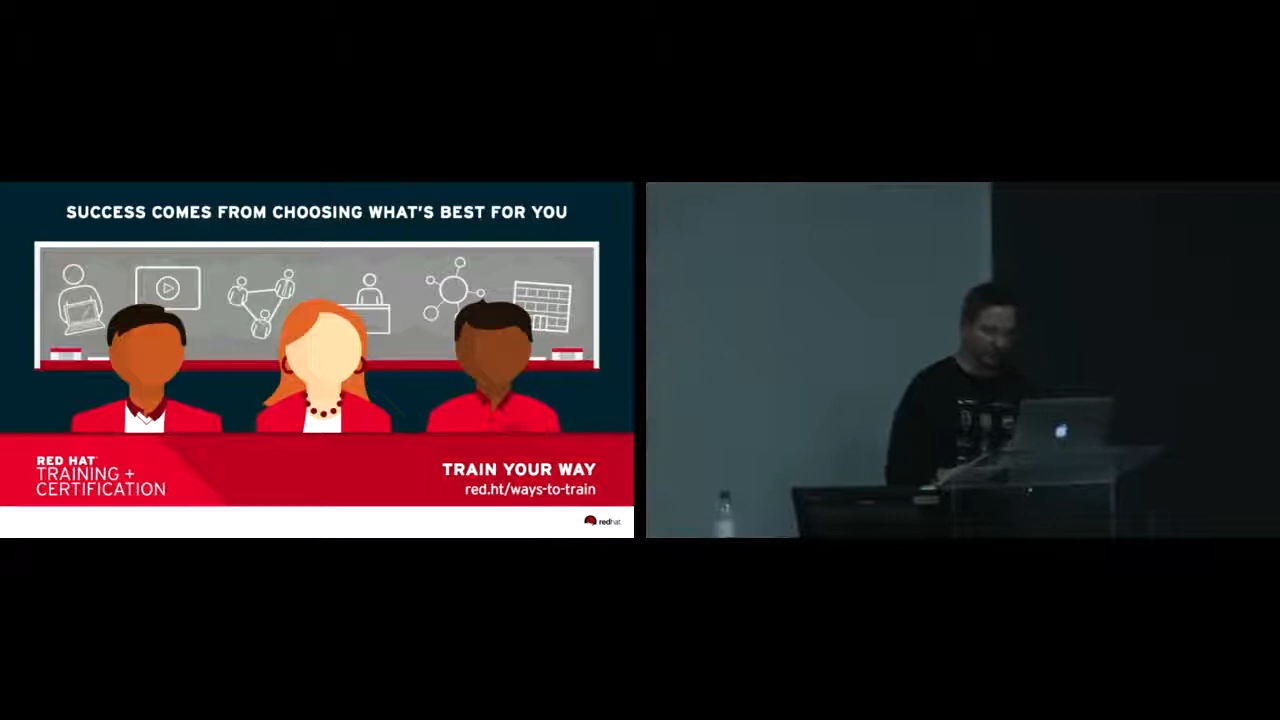 SUCCESS COMES FROM CHOOSING WHAT'S BEST FOR YOU
RED HAT
TRAINING +
CERTIFICATION
TRAIN YOUR WAY
red.ht/ways-to-train
redhat